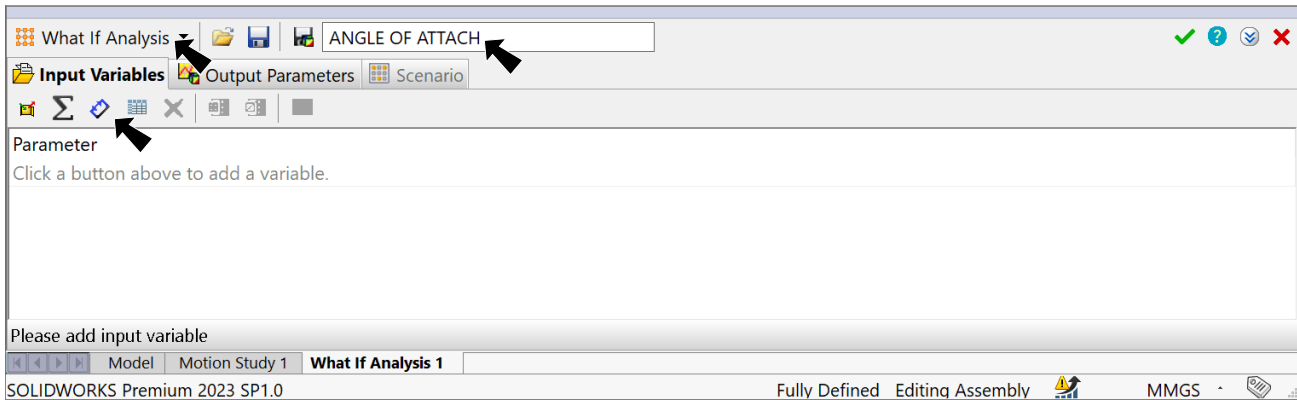 What If Analysis ANGLE OF ATTACH
Input Variables Output Parameters Scenario
Parameter
Click a button above to add a variable.
Please add input variable
Model Motion Study 1 What If Analysis 1
SOLIDWORKS Premium 2023 SP1.0 Fully Defined Editing Assembly MMGS